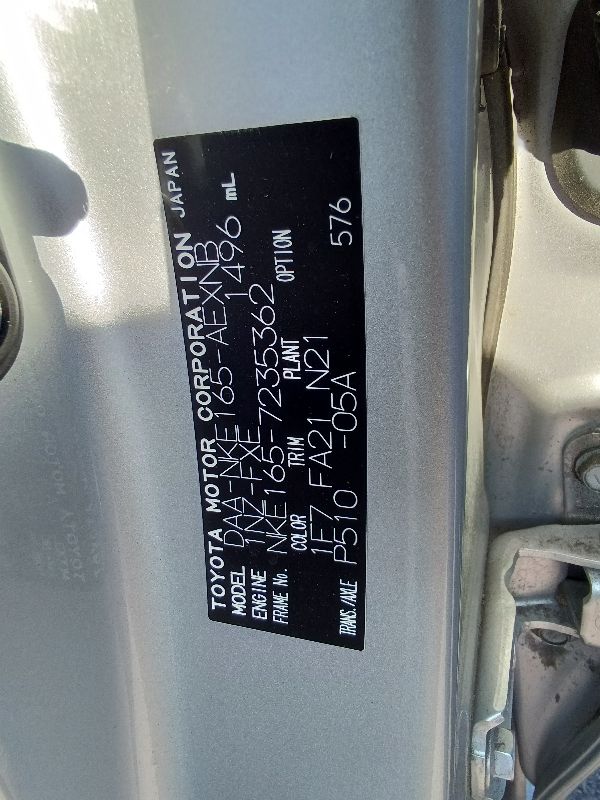 TOYOTA MOTOR CORPORATION JAPAN
MODEL DAA-NKE165-AEXNB
ENGINE 1NZ-FXE 1496 mL
FRAME No. NKE165-7235362
COLOR TRIM PLANT OPTION
1F7 FA21 N21
TRANS./AXLE P510 -05A 576